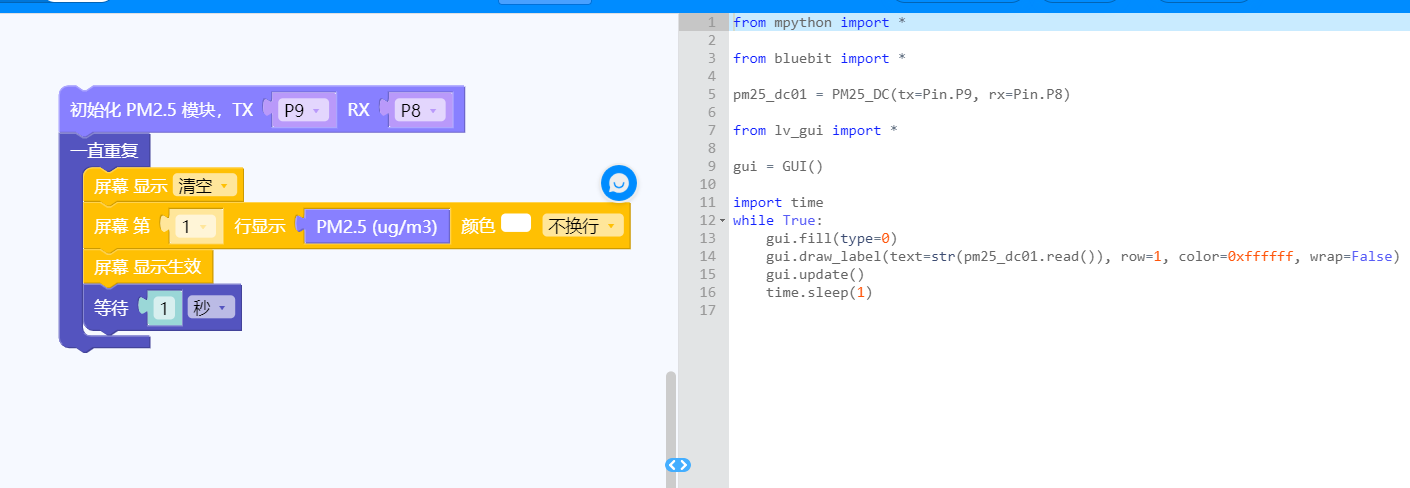 初始化 PM2.5 模块，TX P9 RX P8
一直重复
屏幕 显示 清空
屏幕 第 1 行显示 PM2.5 (ug/m3) 颜色 不换行
屏幕 显示生效
等待 1 秒
1 from mpython import *
2
3 from bluebit import *
4
5 pm25_dc01 = PM25_DC(tx=Pin.P9, rx=Pin.P8)
6
7 from lv_gui import *
8
9 gui = GUI()
10
11 import time
12 while True:
13     gui.fill(type=0)
14     gui.draw_label(text=str(pm25_dc01.read()), row=1, color=0xffffff, wrap=False)
15     gui.update()
16     time.sleep(1)
17